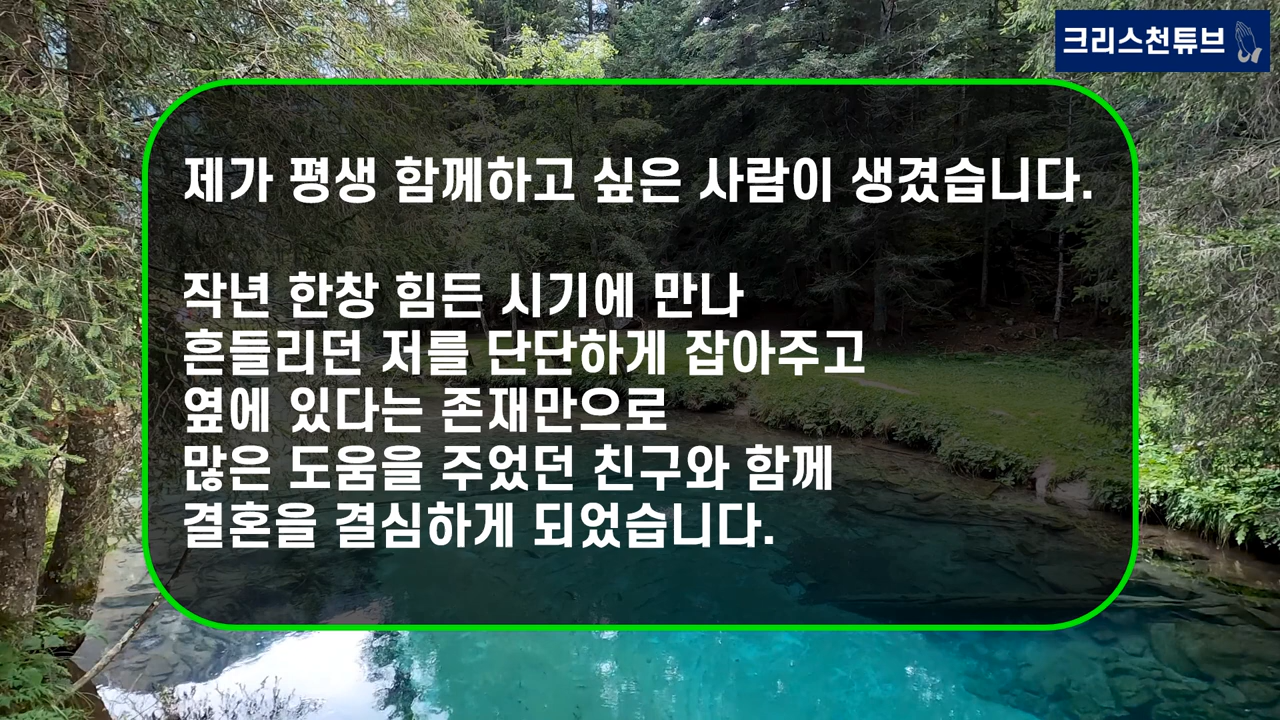 크리스천튜브
제가 평생 함께하고 싶은 사람이 생겼습니다.
작년 한창 힘든 시기에 만나
흔들리던 저를 단단하게 잡아주고
옆에 있다는 존재만으로
많은 도움을 주었던 친구와 함께
결혼을 결심하게 되었습니다.